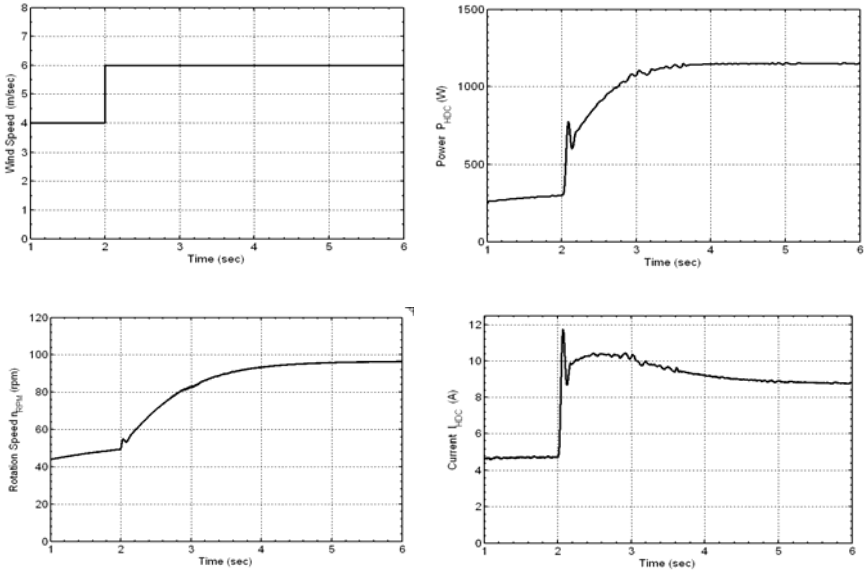 8
7
6
5
4
3
2
1
0
Wind Speed (m/sec)
1 2 3 4 5 6
Time (sec)
1500
1000
500
0
Power P_HDC (W)
1 2 3 4 5 6
Time (sec)
120
100
80
60
40
20
0
Rotation Speed n_RPM (rpm)
1 2 3 4 5 6
Time (sec)
12
10
8
6
4
2
0
Current I_HDC (A)
1 2 3 4 5 6
Time (sec)